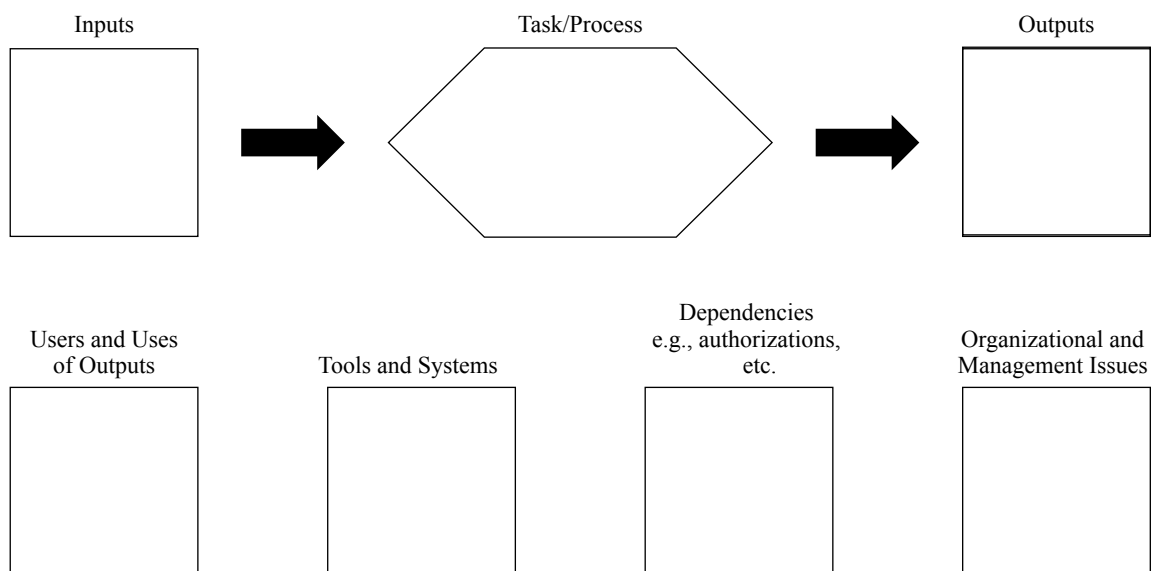 Inputs
Task/Process
Outputs
Users and Uses
of Outputs
Tools and Systems
Dependencies
e.g., authorizations,
etc.
Organizational and
Management Issues